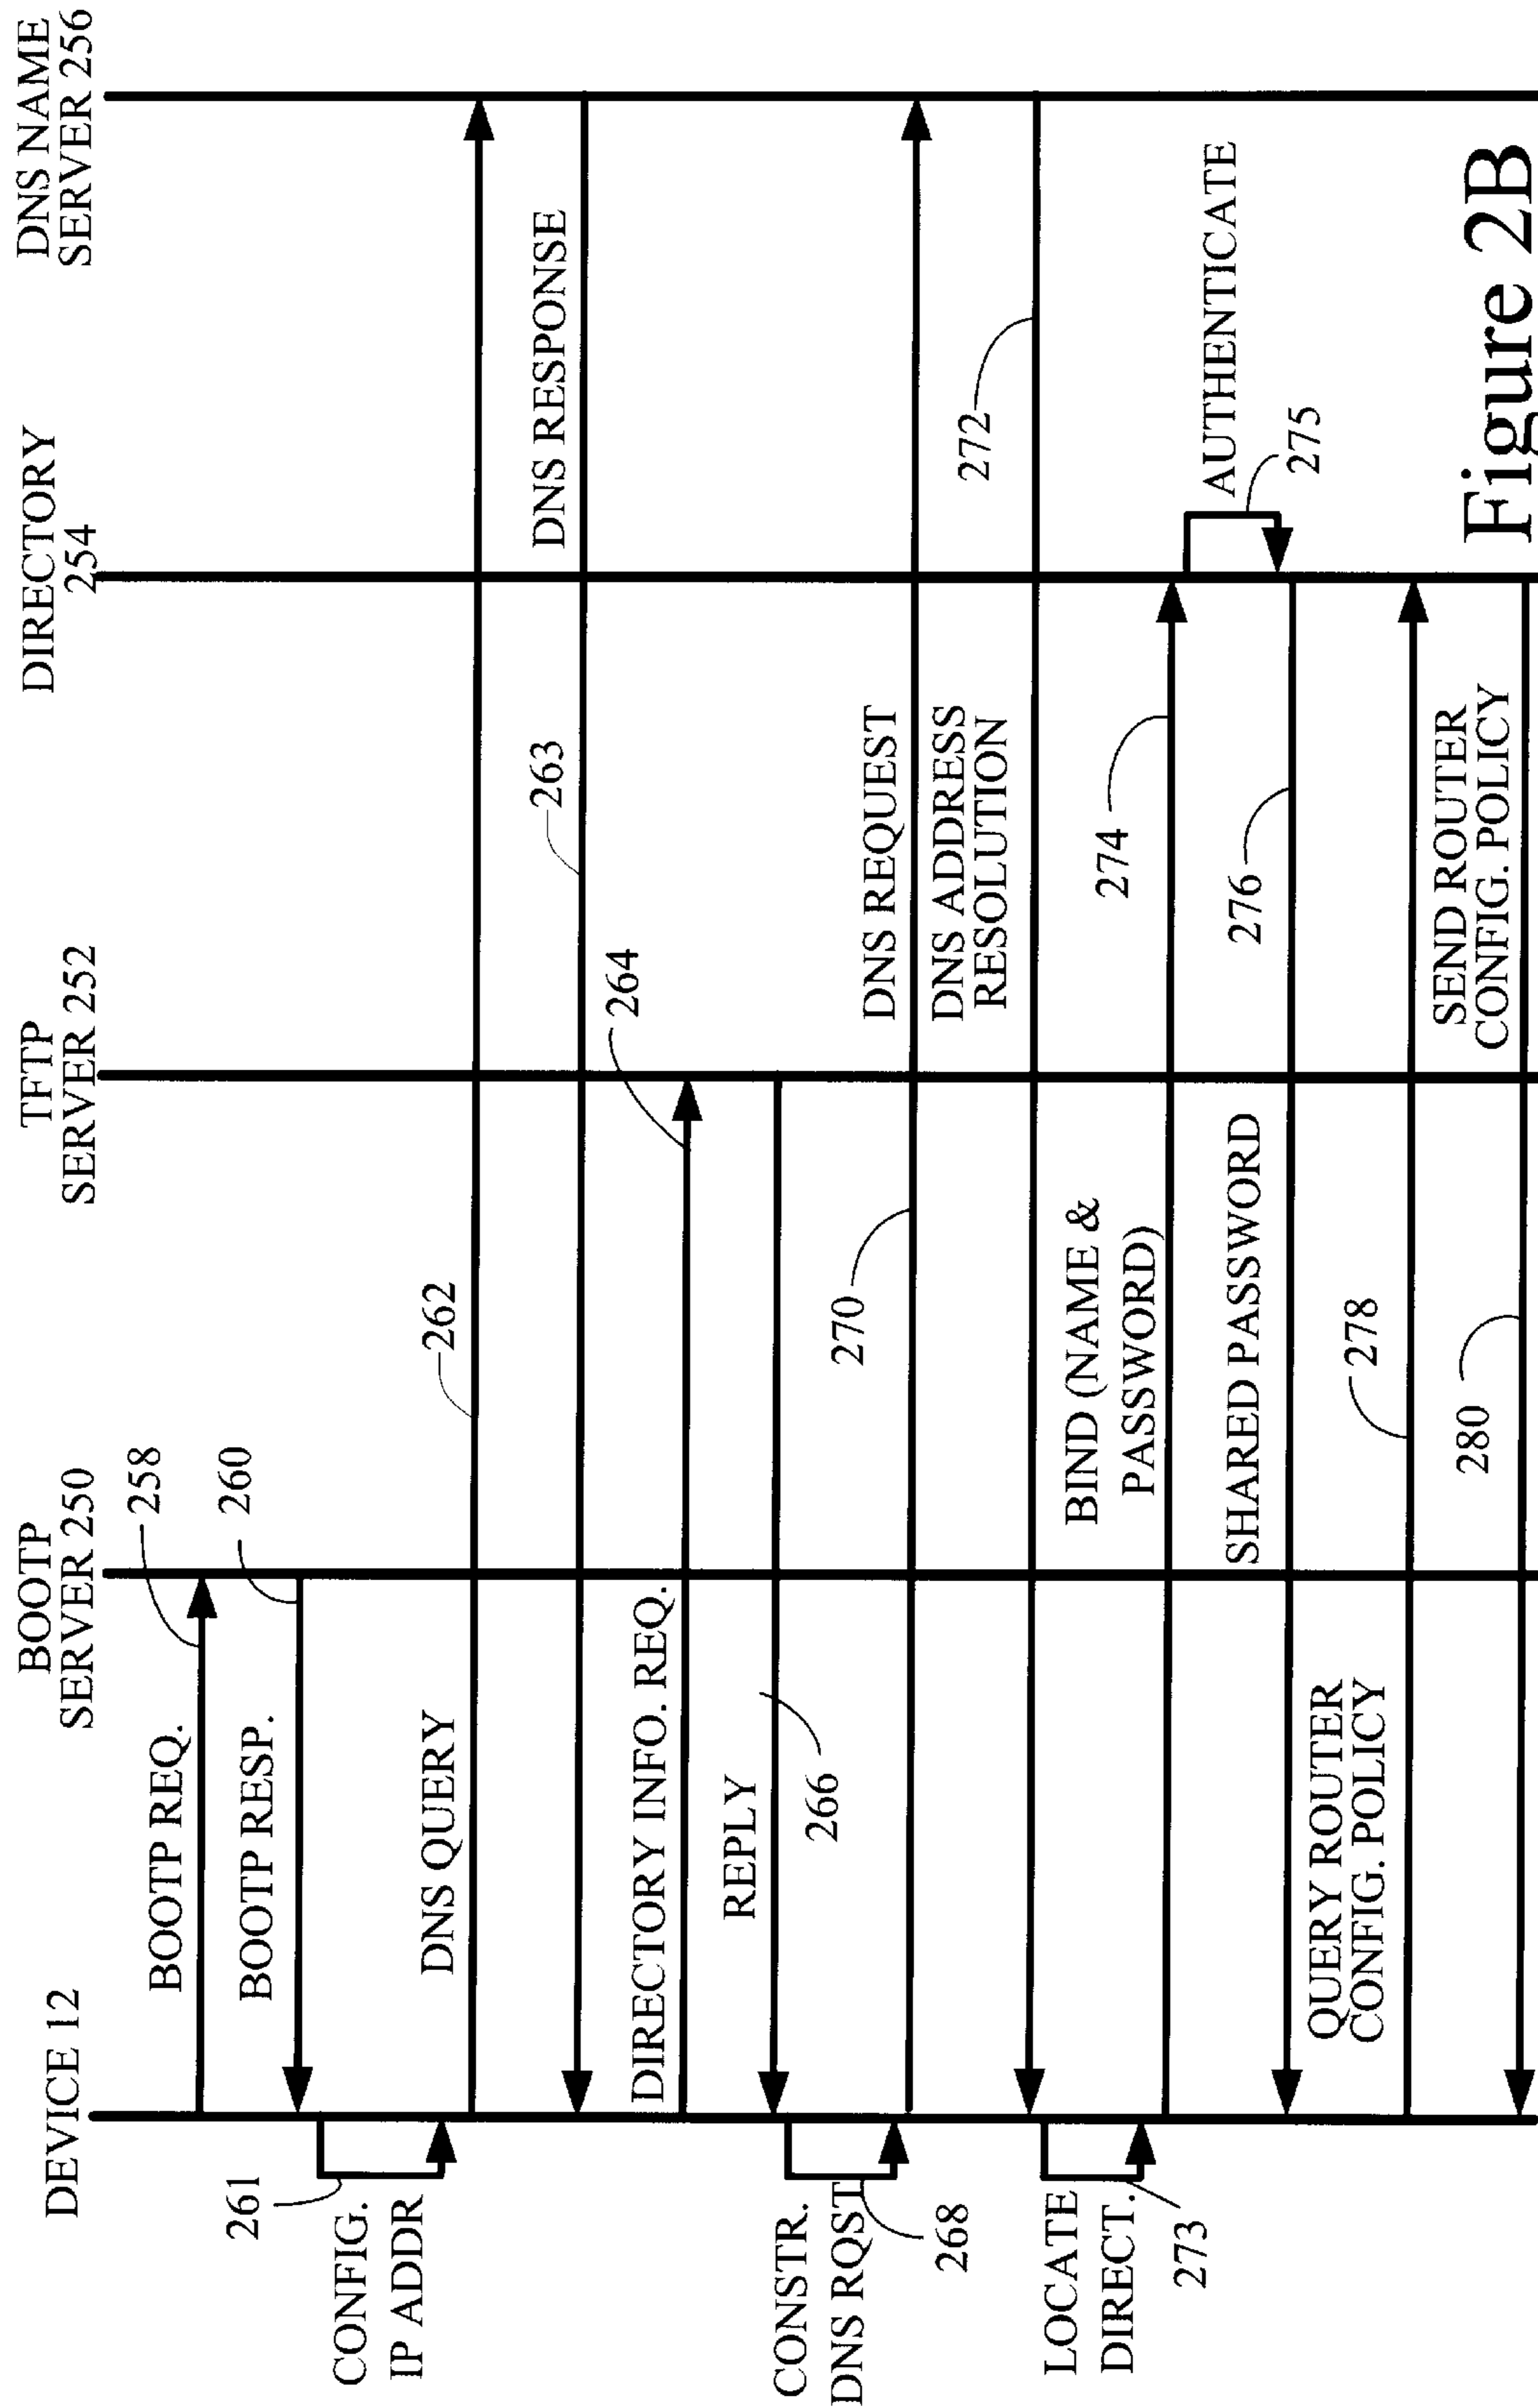 DEVICE 12
BOOTP
SERVER 250
TFTP
SERVER 252
DIRECTORY
254
DNS NAME
SERVER 256
BOOTP REQ.
258
BOOTP RESP.
260
261
CONFIG.
IP ADDR
DNS QUERY
262
DNS RESPONSE
263
DIRECTORY INFO. REQ.
264
REPLY
266
CONSTR.
DNS RQST
268
270
DNS REQUEST
DNS ADDRESS
RESOLUTION
272
LOCATE
DIRECT.
273
BIND (NAME &
PASSWORD)
274
AUTHENTICATE
275
SHARED PASSWORD
276
QUERY ROUTER
CONFIG. POLICY
278
SEND ROUTER
CONFIG. POLICY
280
Figure 2B